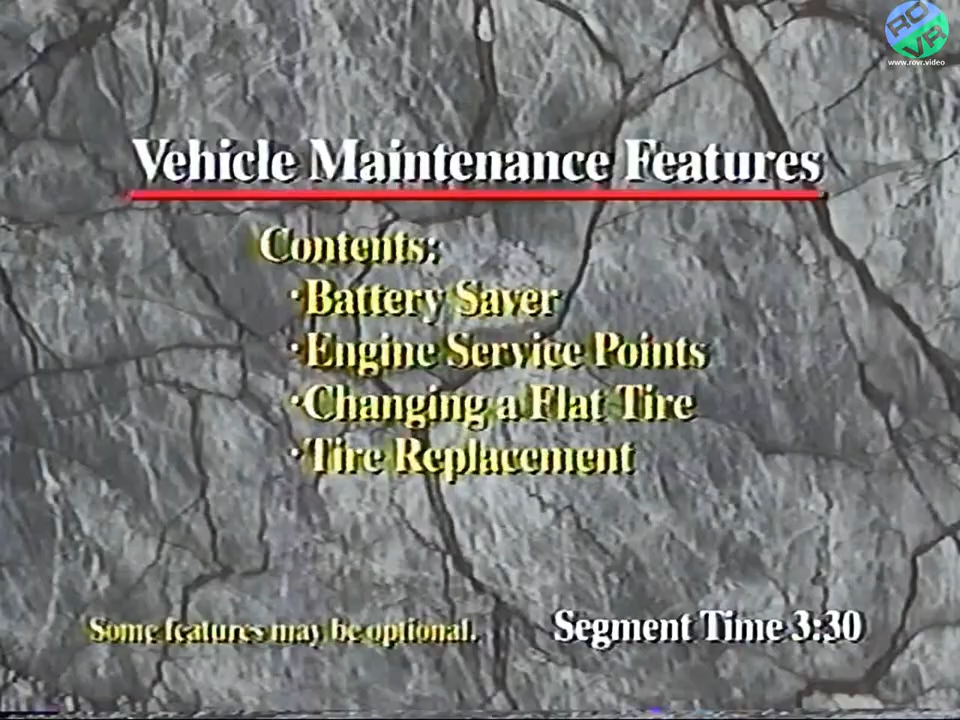 ROVR
www.rovr.video
Vehicle Maintenance Features
Contents:
·Battery Saver
·Engine Service Points
·Changing a Flat Tire
·Tire Replacement
Some features may be optional.
Segment Time 3:30